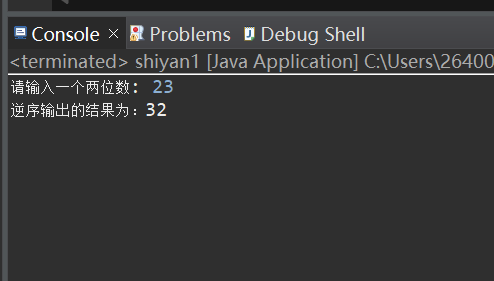 Console Problems Debug Shell
<terminated> shiyan1 [Java Application] C:\Users\26400
请输入一个两位数: 23
逆序输出的结果为：32